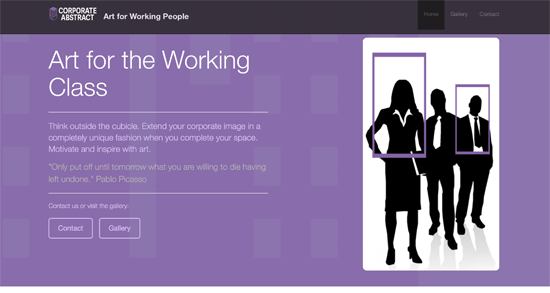 CORPORATE
ABSTRACT
Art for Working People
Home
Gallery
Contact
Art for the Working
Class
Think outside the cubicle. Extend your corporate image in a
completely unique fashion when you complete your space.
Motivate and inspire with art.
"Only put off until tomorrow what you are willing to die having
left undone." Pablo Picasso
Contact us or visit the gallery:
Contact
Gallery